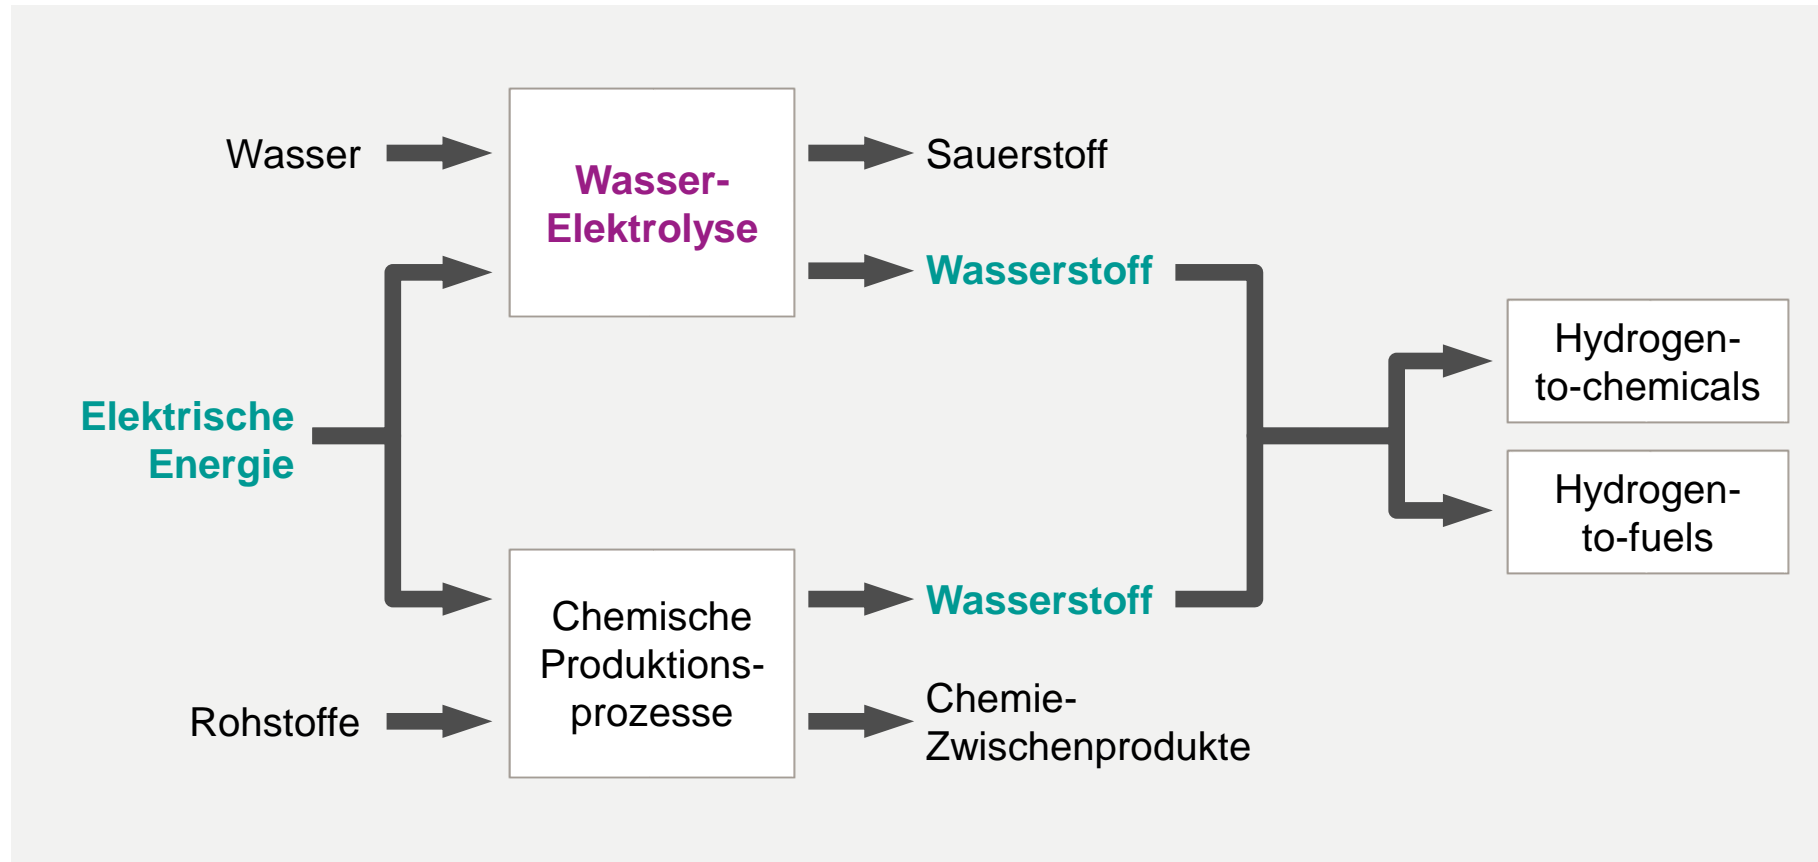 Wasser
Wasser-
Elektrolyse
Sauerstoff
Wasserstoff
Elektrische
Energie
Hydrogen-
to-chemicals
Hydrogen-
to-fuels
Chemische
Produktions-
prozesse
Wasserstoff
Rohstoffe
Chemie-
Zwischenprodukte